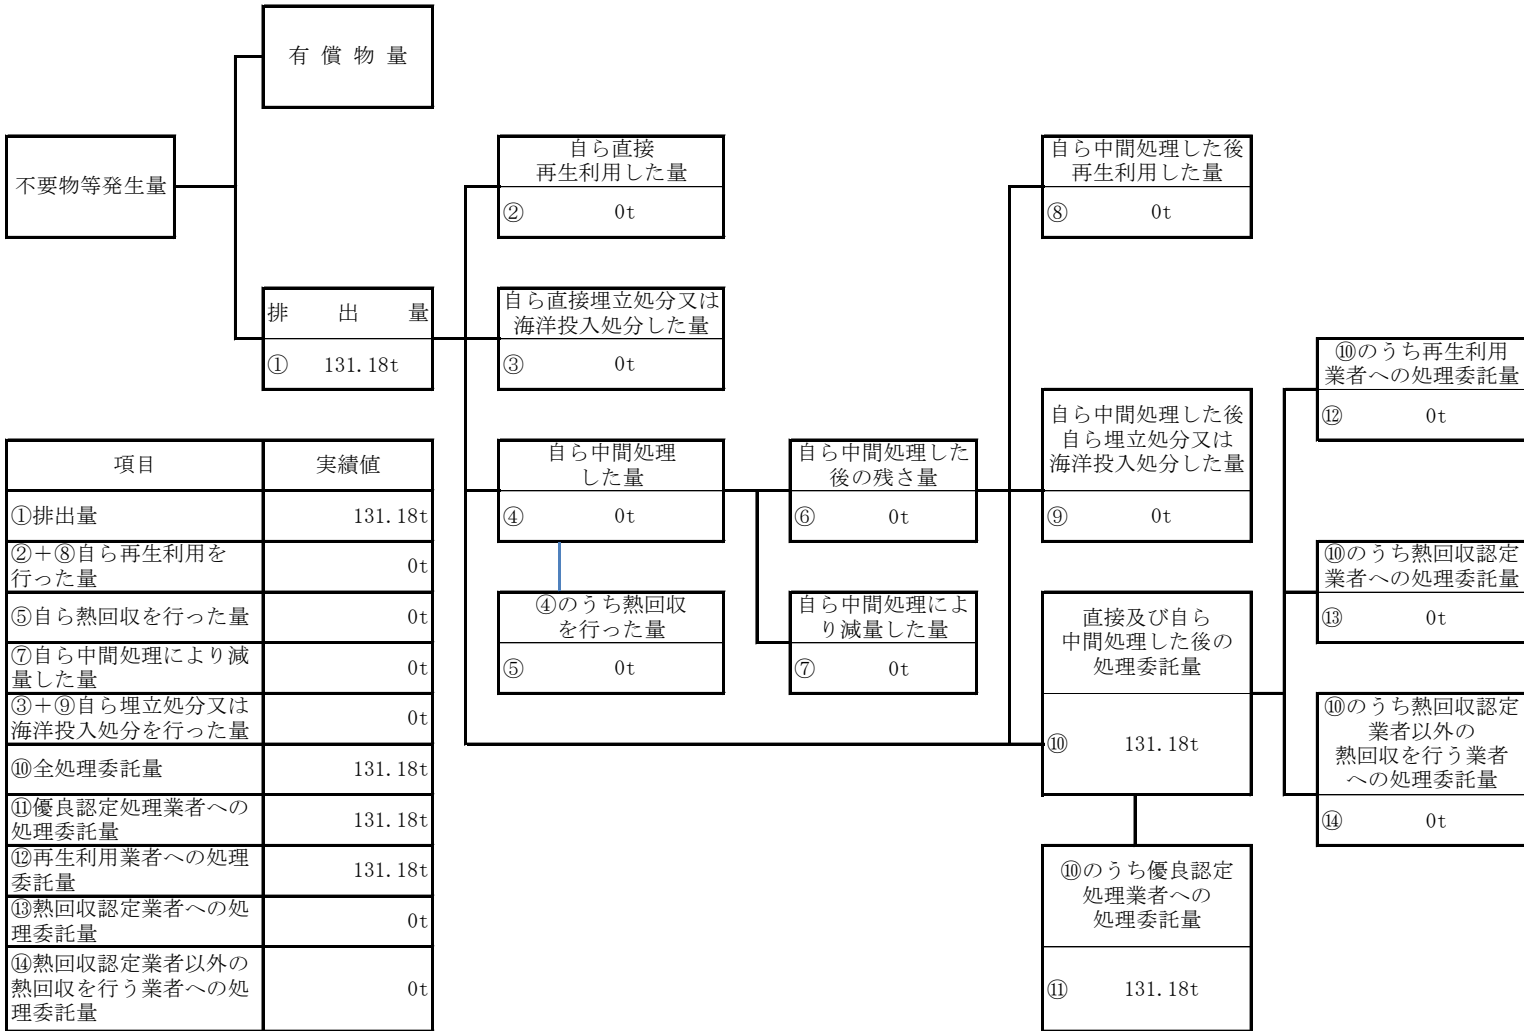 有 償 物 量
不要物等発生量
自ら直接
再生利用した量
② 0t
自ら中間処理した後
再生利用した量
⑧ 0t
排 出 量
① 131.18t
自ら直接埋立処分又は
海洋投入処分した量
③ 0t
⑩のうち再生利用
業者への処理委託量
⑫ 0t
自ら中間処理した後
自ら埋立処分又は
海洋投入処分した量
⑨ 0t
自ら中間処理
した量
④ 0t
自ら中間処理した
後の残さ量
⑥ 0t
④のうち熱回収
を行った量
⑤ 0t
自ら中間処理によ
り減量した量
⑦ 0t
直接及び自ら
中間処理した後の
処理委託量
⑩ 131.18t
⑩のうち熱回収認定
業者への処理委託量
⑬ 0t
⑩のうち熱回収認定
業者以外の
熱回収を行う業者
への処理委託量
⑭ 0t
⑩のうち優良認定
処理業者への
処理委託量
⑪ 131.18t
項目 実績値
①排出量 131.18t
②＋⑧自ら再生利用を
行った量 0t
⑤自ら熱回収を行った量 0t
⑦自ら中間処理により減
量した量 0t
③＋⑨自ら埋立処分又は
海洋投入処分を行った量 0t
⑩全処理委託量 131.18t
⑪優良認定処理業者への
処理委託量 131.18t
⑫再生利用業者への処理
委託量 131.18t
⑬熱回収認定業者への処
理委託量 0t
⑭熱回収認定業者以外の
熱回収を行う業者への処
理委託量 0t